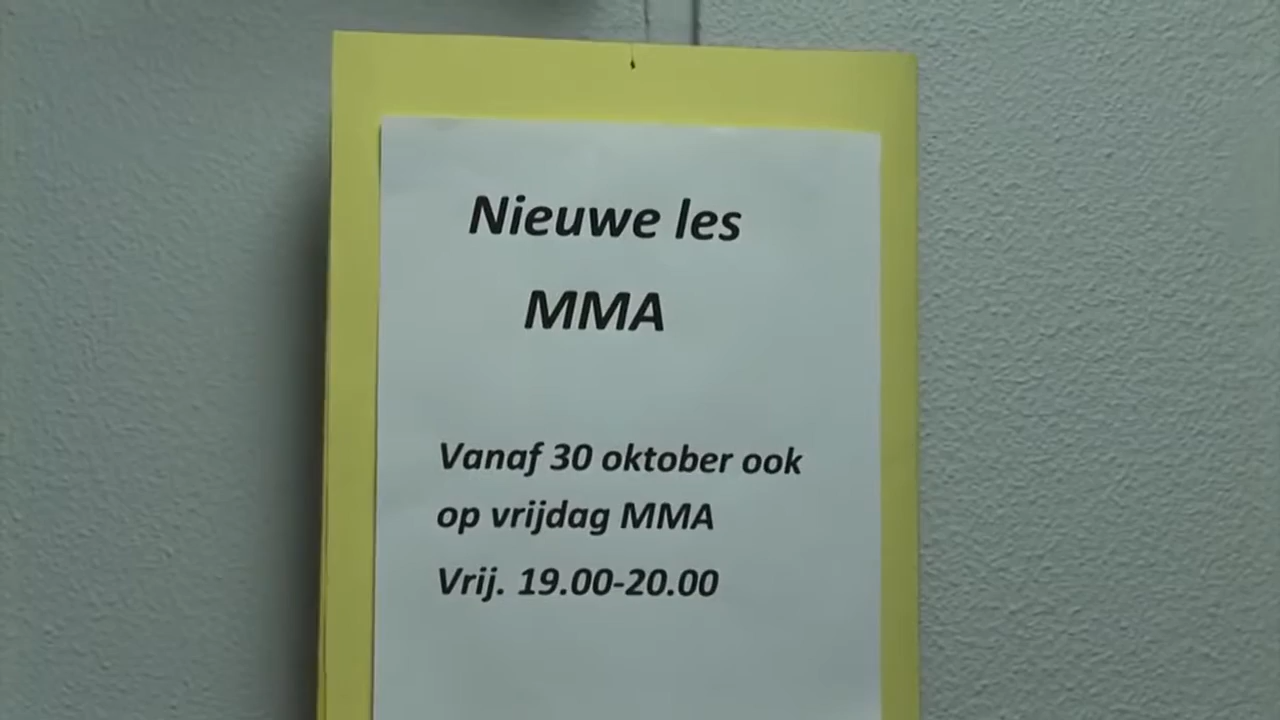 Nieuwe les
MMA
Vanaf 30 oktober ook
op vrijdag MMA
Vrij. 19.00-20.00